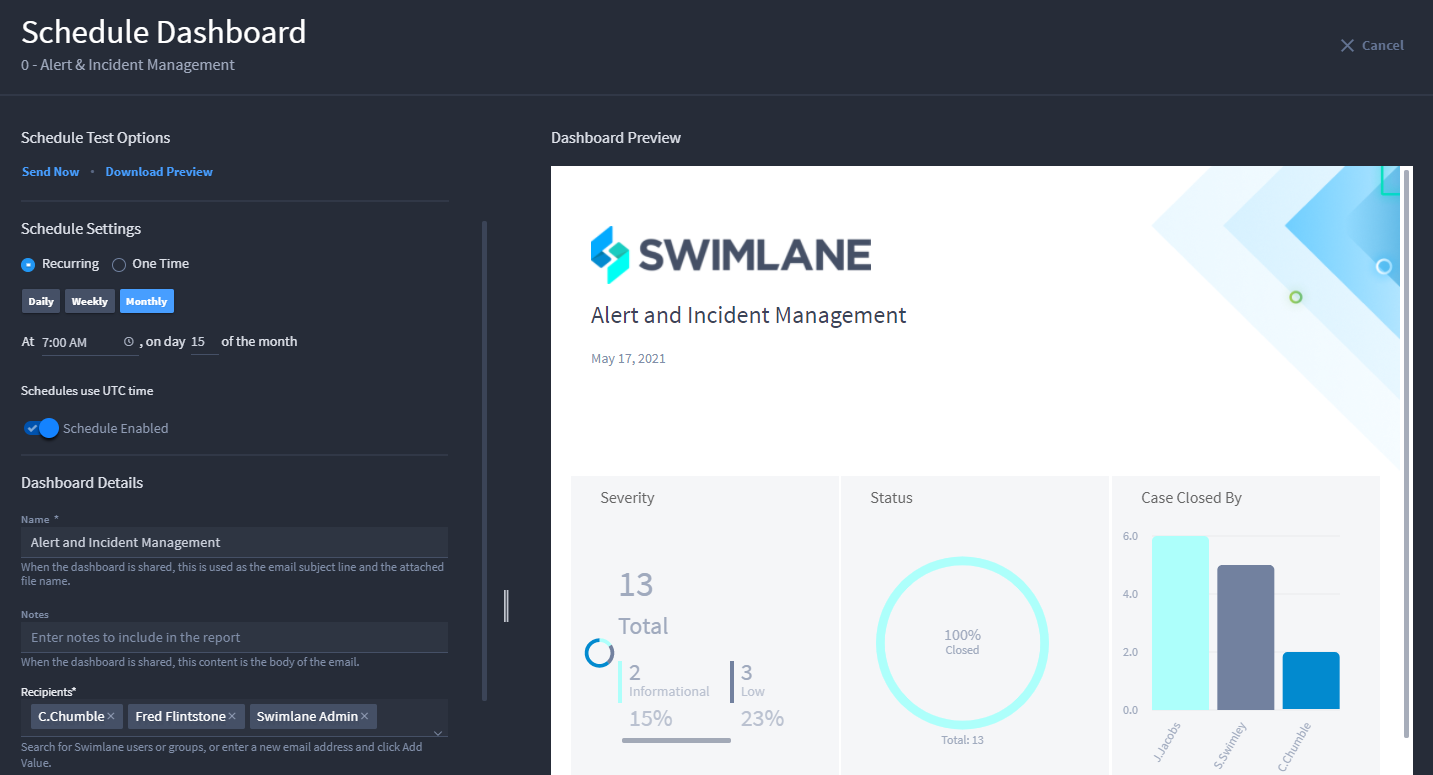 Schedule Dashboard
0 - Alert & Incident Management
Cancel
Schedule Test Options
Send Now • Download Preview
Schedule Settings
Recurring One Time
Daily Weekly Monthly
At 7:00 AM , on day 15 of the month
Schedules use UTC time
Schedule Enabled
Dashboard Details
Name *
Alert and Incident Management
When the dashboard is shared, this is used as the email subject line and the attached
file name.
Notes
Enter notes to include in the report
When the dashboard is shared, this content is the body of the email.
Recipients*
C.Chumble× Fred Flintstone× Swimlane Admin×
Search for Swimlane users or groups, or enter a new email address and click Add
Value.
Dashboard Preview
SWIMLANE
Alert and Incident Management
May 17, 2021
Severity
13
Total
2
Informational
15%
3
Low
23%
Status
100%
Closed
Total: 13
Case Closed By
6.0
4.0
2.0
0.0
J.Jacobs
S.Swimley
C.Chumble